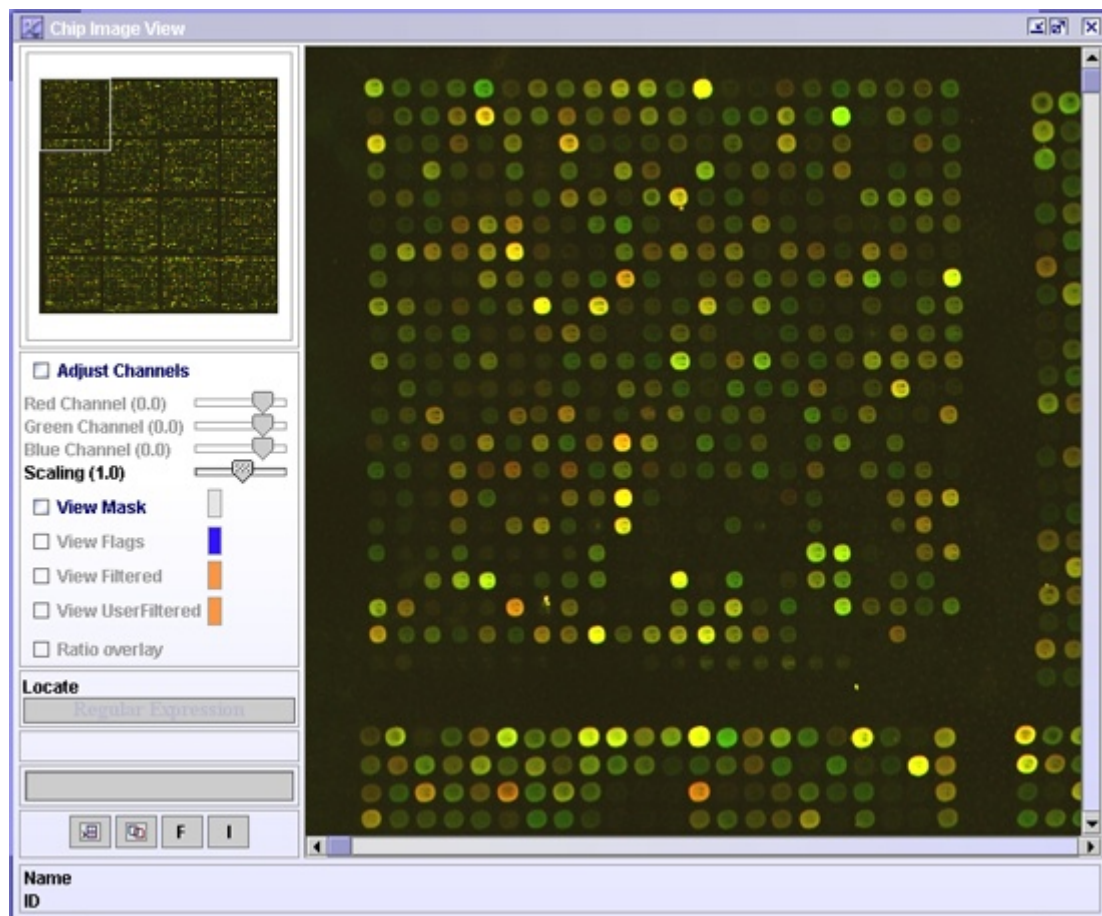 Chip Image View
Adjust Channels
Red Channel (0.0)
Green Channel (0.0)
Blue Channel (0.0)
Scaling (1.0)
View Mask
View Flags
View Filtered
View UserFiltered
Ratio overlay
Locate
Regular Expression
F I
Name
ID